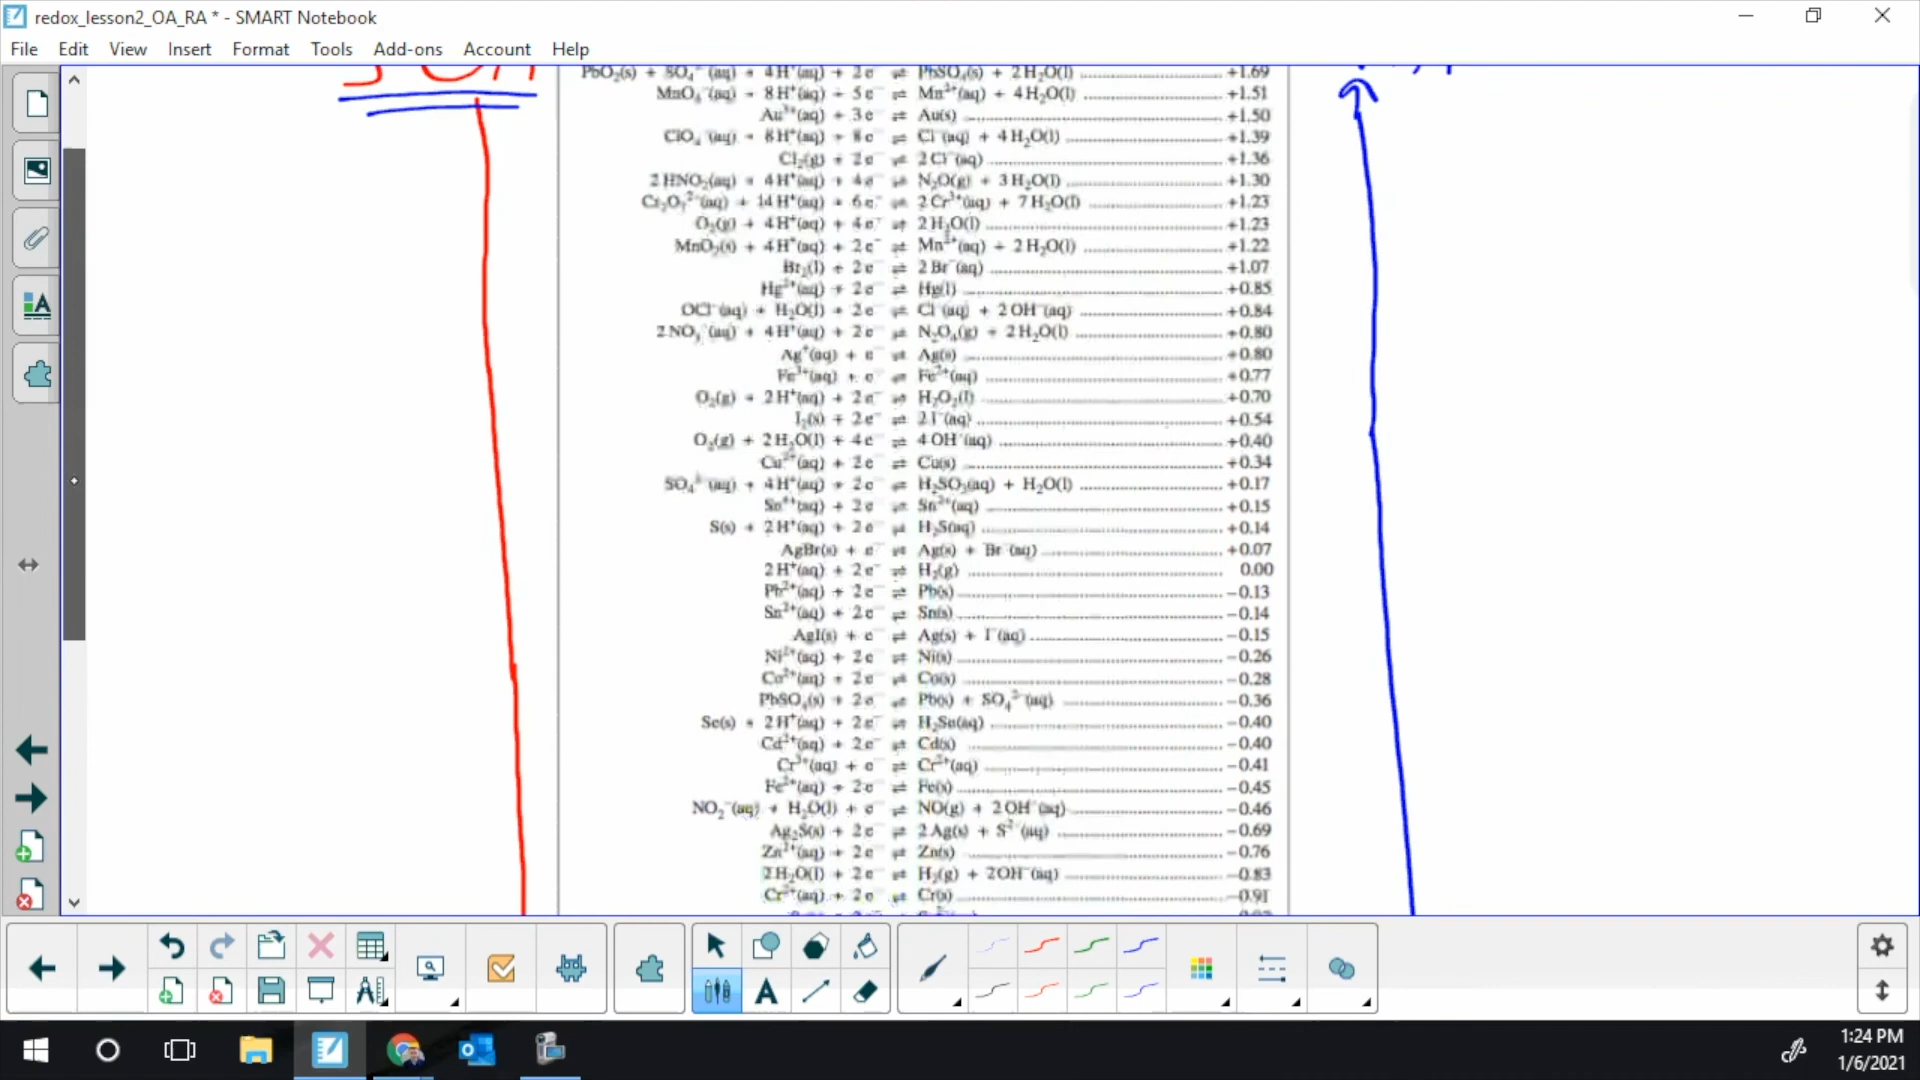 redox_lesson2_OA_RA * - SMART Notebook
File Edit View Insert Format Tools Add-ons Account Help
SOA
PbO₂(s) + SO₄²⁻(aq) + 4H⁺(aq) + 2e⁻ ⇌ PbSO₄(s) + 2H₂O(l) +1.69
MnO₄⁻(aq) + 8H⁺(aq) + 5e⁻ ⇌ Mn²⁺(aq) + 4H₂O(l) +1.51
Au³⁺(aq) + 3e⁻ ⇌ Au(s) +1.50
ClO₄⁻(aq) + 8H⁺(aq) + 8e⁻ ⇌ Cl⁻(aq) + 4H₂O(l) +1.39
Cl₂(g) + 2e⁻ ⇌ 2Cl⁻(aq) +1.36
2HNO₂(aq) + 4H⁺(aq) + 4e⁻ ⇌ N₂O(g) + 3H₂O(l) +1.30
Cr₂O₇²⁻(aq) + 14H⁺(aq) + 6e⁻ ⇌ 2Cr³⁺(aq) + 7H₂O(l) +1.23
O₂(g) + 4H⁺(aq) + 4e⁻ ⇌ 2H₂O(l) +1.23
MnO₂(s) + 4H⁺(aq) + 2e⁻ ⇌ Mn²⁺(aq) + 2H₂O(l) +1.22
Br₂(l) + 2e⁻ ⇌ 2Br⁻(aq) +1.07
Hg²⁺(aq) + 2e⁻ ⇌ Hg(l) +0.85
OCl⁻(aq) + H₂O(l) + 2e⁻ ⇌ Cl⁻(aq) + 2OH⁻(aq) +0.84
2NO₃⁻(aq) + 4H⁺(aq) + 2e⁻ ⇌ N₂O₄(g) + 2H₂O(l) +0.80
Ag⁺(aq) + e⁻ ⇌ Ag(s) +0.80
Fe³⁺(aq) + e⁻ ⇌ Fe²⁺(aq) +0.77
O₂(g) + 2H⁺(aq) + 2e⁻ ⇌ H₂O₂(l) +0.70
I₂(s) + 2e⁻ ⇌ 2I⁻(aq) +0.54
O₂(g) + 2H₂O(l) + 4e⁻ ⇌ 4OH⁻(aq) +0.40
Cu²⁺(aq) + 2e⁻ ⇌ Cu(s) +0.34
SO₄²⁻(aq) + 4H⁺(aq) + 2e⁻ ⇌ H₂SO₃(aq) + H₂O(l) +0.17
Sn⁴⁺(aq) + 2e⁻ ⇌ Sn²⁺(aq) +0.15
S(s) + 2H⁺(aq) + 2e⁻ ⇌ H₂S(aq) +0.14
AgBr(s) + e⁻ ⇌ Ag(s) + Br⁻(aq) +0.07
2H⁺(aq) + 2e⁻ ⇌ H₂(g) 0.00
Pb²⁺(aq) + 2e⁻ ⇌ Pb(s) −0.13
Sn²⁺(aq) + 2e⁻ ⇌ Sn(s) −0.14
AgI(s) + e⁻ ⇌ Ag(s) + I⁻(aq) −0.15
Ni²⁺(aq) + 2e⁻ ⇌ Ni(s) −0.26
Co²⁺(aq) + 2e⁻ ⇌ Co(s) −0.28
PbSO₄(s) + 2e⁻ ⇌ Pb(s) + SO₄²⁻(aq) −0.36
Se(s) + 2H⁺(aq) + 2e⁻ ⇌ H₂Se(aq) −0.40
Cd²⁺(aq) + 2e⁻ ⇌ Cd(s) −0.40
Cr³⁺(aq) + e⁻ ⇌ Cr²⁺(aq) −0.41
Fe²⁺(aq) + 2e⁻ ⇌ Fe(s) −0.45
NO₂⁻(aq) + H₂O(l) + e⁻ ⇌ NO(g) + 2OH⁻(aq) −0.46
Ag₂S(s) + 2e⁻ ⇌ 2Ag(s) + S²⁻(aq) −0.69
Zn²⁺(aq) + 2e⁻ ⇌ Zn(s) −0.76
2H₂O(l) + 2e⁻ ⇌ H₂(g) + 2OH⁻(aq) −0.83
Cr²⁺(aq) + 2e⁻ ⇌ Cr(s) −0.91
1:24 PM
1/6/2021